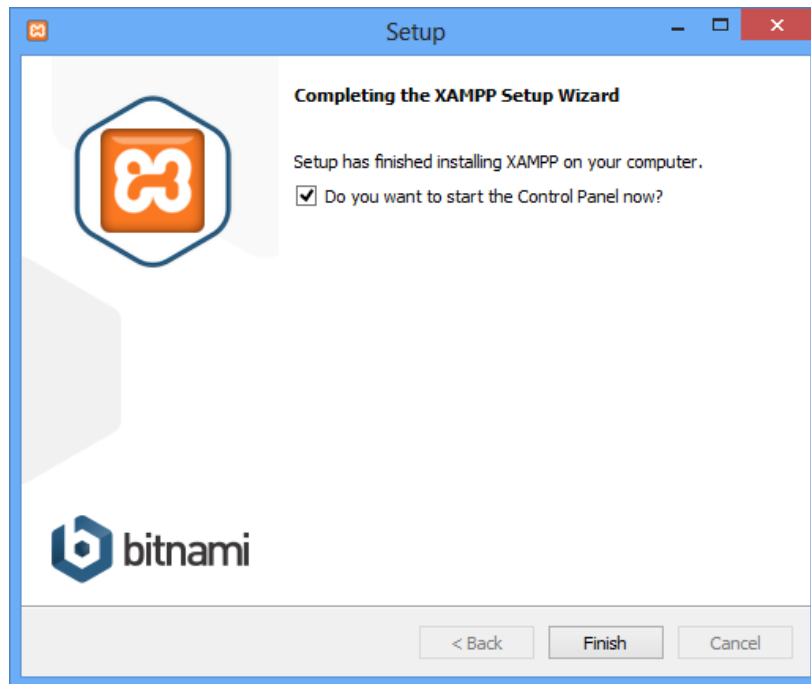 Setup
Completing the XAMPP Setup Wizard
Setup has finished installing XAMPP on your computer.
Do you want to start the Control Panel now?
bitnami
< Back Finish Cancel